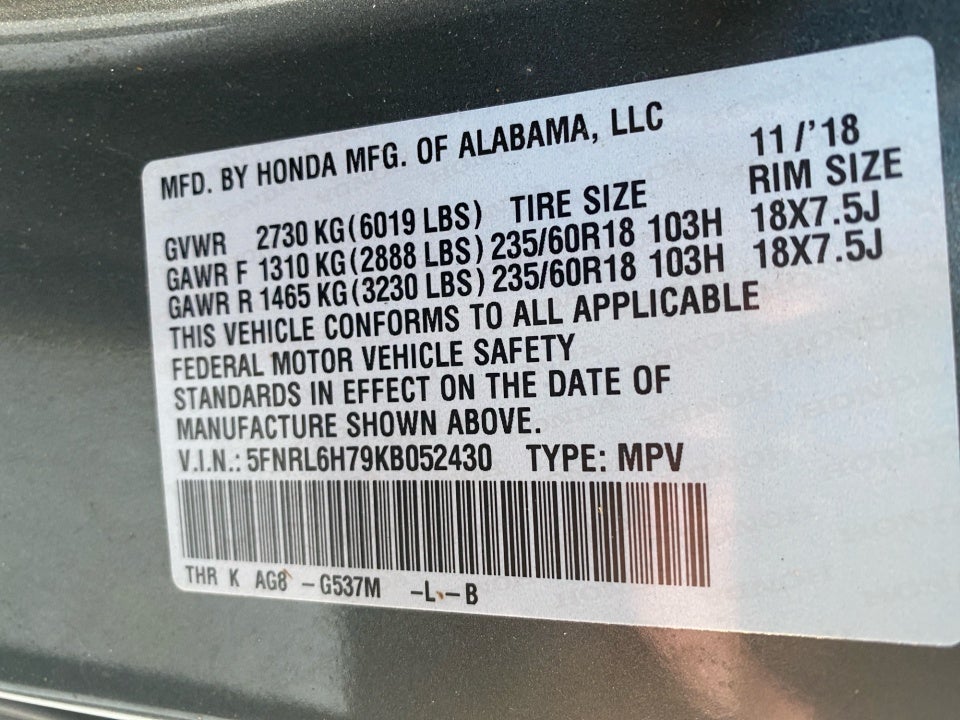 MFD. BY HONDA MFG. OF ALABAMA, LLC 11/'18
GVWR 2730 KG (6019 LBS) TIRE SIZE RIM SIZE
GAWR F 1310 KG (2888 LBS) 235/60R18 103H 18X7.5J
GAWR R 1465 KG (3230 LBS) 235/60R18 103H 18X7.5J
THIS VEHICLE CONFORMS TO ALL APPLICABLE
FEDERAL MOTOR VEHICLE SAFETY
STANDARDS IN EFFECT ON THE DATE OF
MANUFACTURE SHOWN ABOVE.
V.I.N.: 5FNRL6H79KB052430 TYPE: MPV
THR K AG8 -G537M -L-B